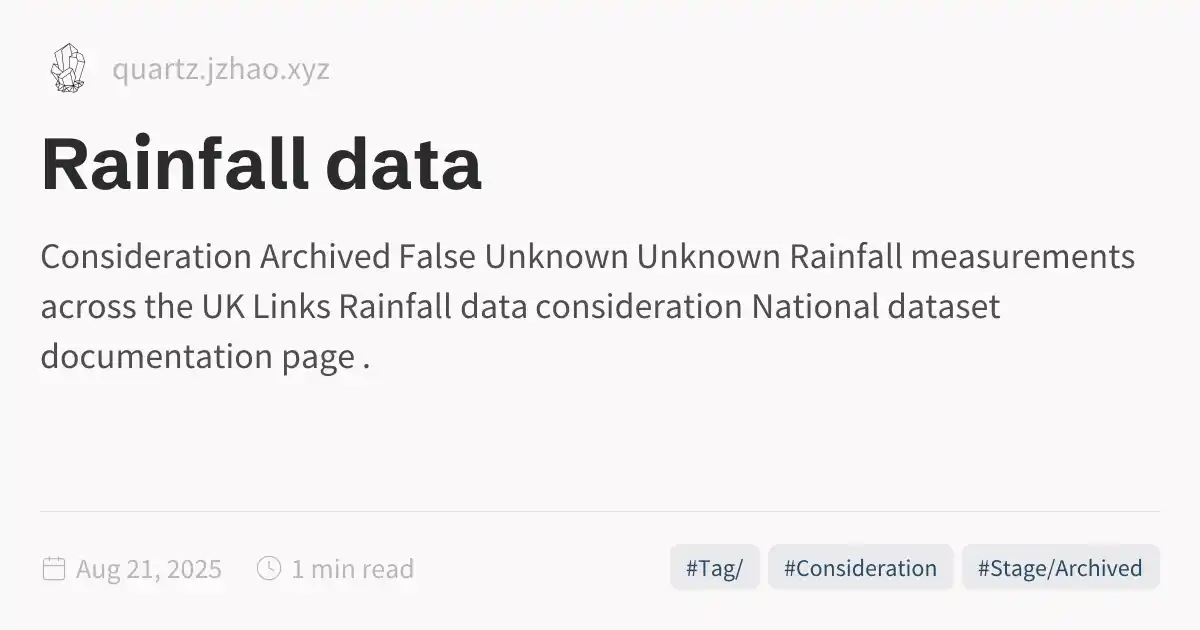 quartz.jzhao.xyz
Rainfall data
Consideration Archived False Unknown Unknown Rainfall measurements
across the UK Links Rainfall data consideration National dataset
documentation page .
Aug 21, 2025 1 min read #Tag/ #Consideration #Stage/Archived